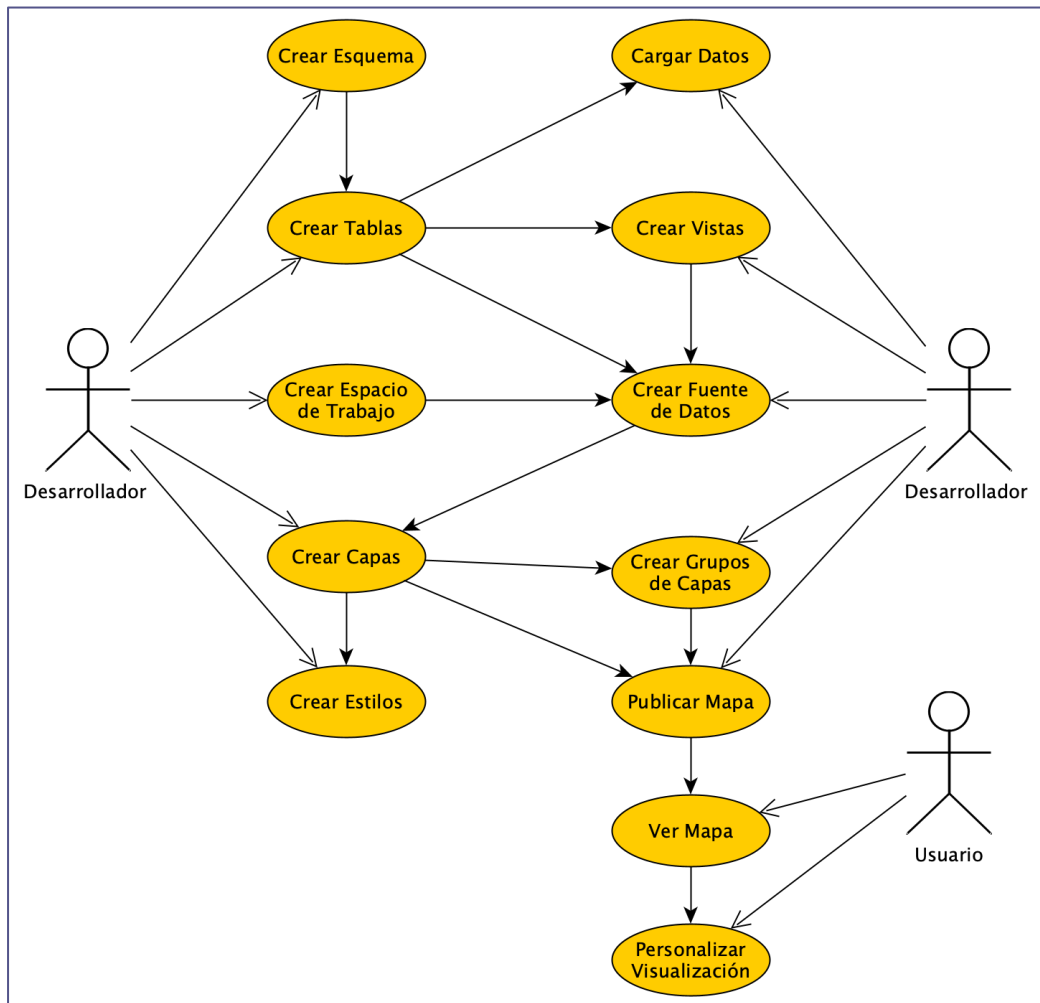 Crear Esquema
Cargar Datos
Crear Tablas
Crear Vistas
Crear Espacio
de Trabajo
Crear Fuente
de Datos
Desarrollador
Desarrollador
Crear Capas
Crear Grupos
de Capas
Crear Estilos
Publicar Mapa
Ver Mapa
Usuario
Personalizar
Visualización